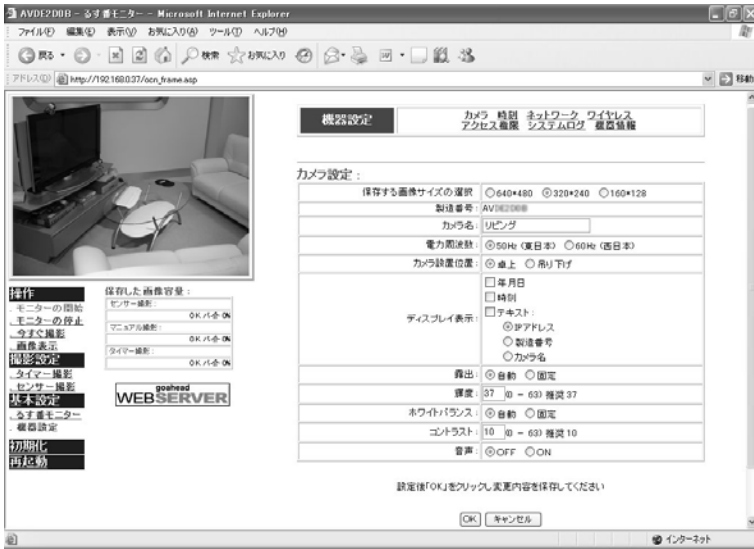 AVDE2D0B - るす番モニター - Microsoft Internet Explorer
ファイル(F) 編集(E) 表示(V) お気に入り(A) ツール(T) ヘルプ(H)
戻る 検索 お気に入り
アドレス(D) http://192.168.0.37/ocn_frame.asp 移動
機器設定
カメラ 時刻 ネットワーク ワイヤレス
アクセス権限 システムログ 機器情報
カメラ設定:
保存する画像サイズの選択 640*480 320*240 160*128
製造番号: AV
カメラ名: リビング
電力周波数: 50Hz (東日本) 60Hz (西日本)
カメラ設置位置: 卓上 吊り下げ
ディスプレイ表示:
年月日
時刻
テキスト:
IPアドレス
製造番号
カメラ名
露出: 自動 固定
輝度: 37 (0 - 63) 推奨 37
ホワイトバランス: 自動 固定
コントラスト: 10 (0 - 63) 推奨 10
音声: OFF ON
設定後「OK」をクリックし変更内容を保存してください
OK キャンセル
操作
. モニターの開始
. モニターの停止
. 今すぐ撮影
. 画像表示
撮影設定
. タイマー撮影
. センサー撮影
基本設定
. るす番モニター
. 機器設定
初期化
再起動
保存した画像容量:
センサー撮影:
0K バイト 0%
マニュアル撮影:
0K バイト 0%
タイマー撮影:
0K バイト 0%
goahead
WEBSERVER
インターネット